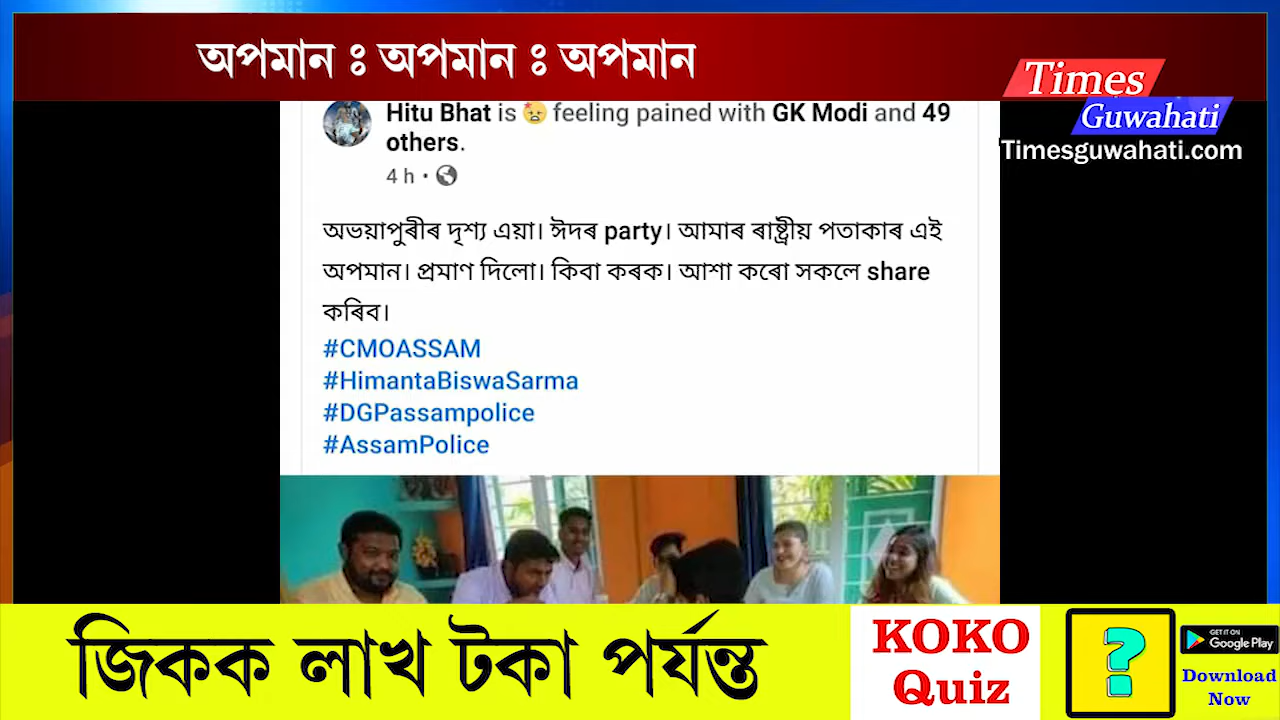 অপমান ঃ অপমান ঃ অপমান
Times
Guwahati
Timesguwahati.com
Hitu Bhat is feeling pained with GK Modi and 49
others.
4 h
অভয়াপুৰীৰ দৃশ্য এয়া। ঈদৰ party। আমাৰ ৰাষ্ট্ৰীয় পতাকাৰ এই
অপমান। প্ৰমাণ দিলো। কিবা কৰক। আশা কৰো সকলে share
কৰিব।
#CMOASSAM
#HimantaBiswaSarma
#DGPassampolice
#AssamPolice
জিকক লাখ টকা পৰ্যন্ত
KOKO
Quiz
?
GET IT ON
Google Play
Download
Now